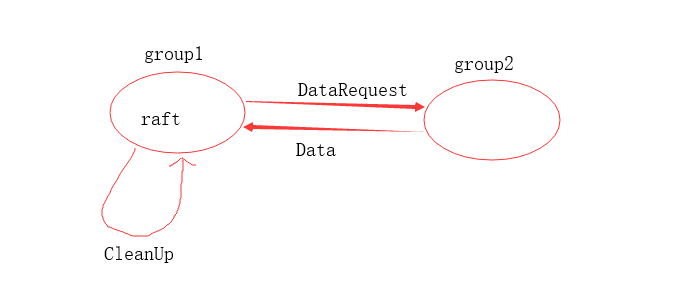 group1
group2
DataRequest
raft
Data
CleanUp